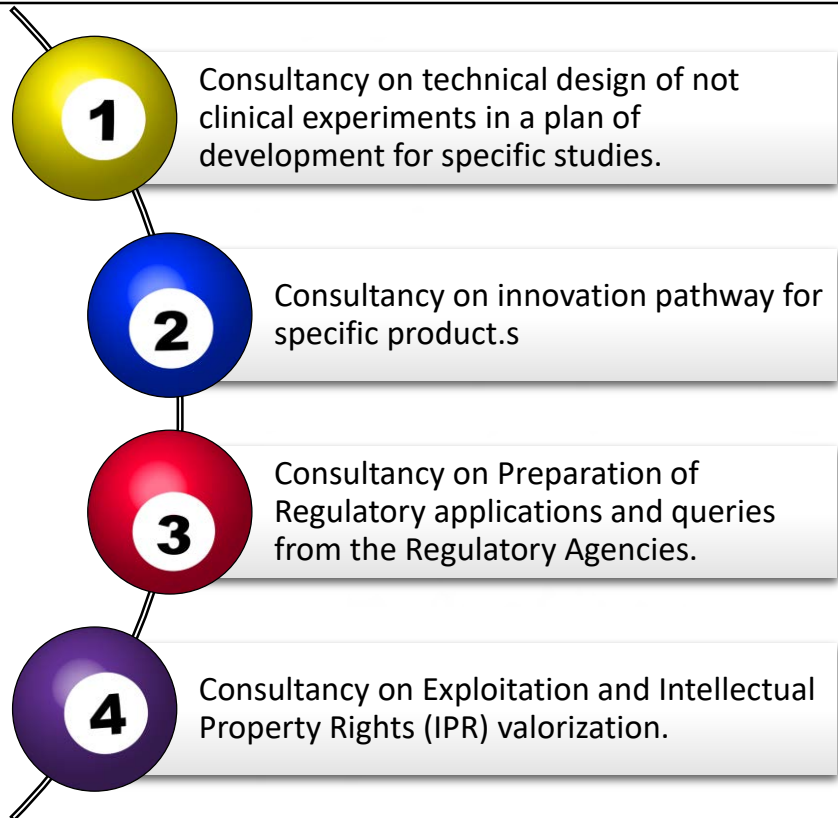 1
Consultancy on technical design of not
clinical experiments in a plan of
development for specific studies.
2
Consultancy on innovation pathway for
specific product.s
3
Consultancy on Preparation of
Regulatory applications and queries
from the Regulatory Agencies.
4
Consultancy on Exploitation and Intellectual
Property Rights (IPR) valorization.